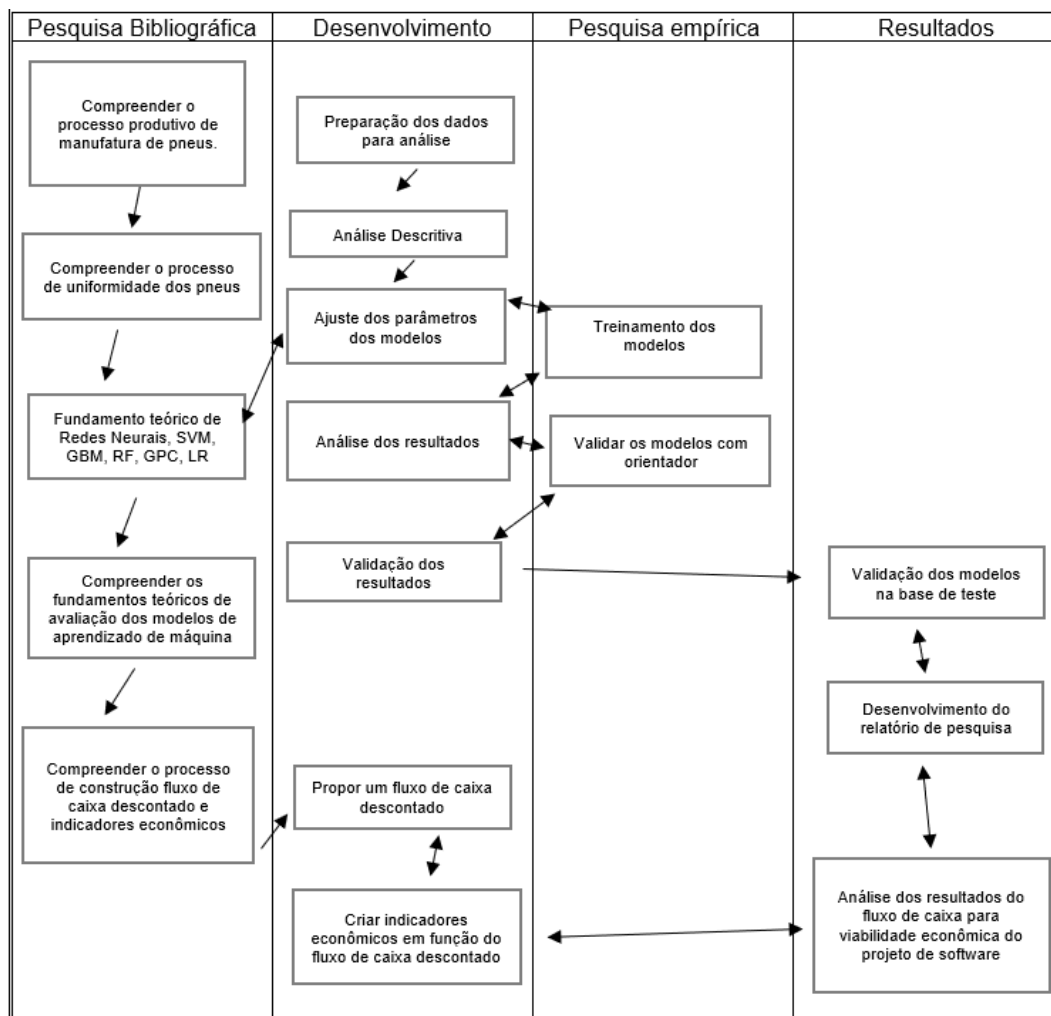 Pesquisa Bibliográfica
Desenvolvimento
Pesquisa empírica
Resultados
Compreender o
processo produtivo de
manufatura de pneus.
Compreender o processo
de uniformidade dos pneus
Fundamento teórico de
Redes Neurais, SVM,
GBM, RF, GPC, LR
Compreender os
fundamentos teóricos de
avaliação dos modelos de
aprendizado de máquina
Compreender o processo
de construção fluxo de
caixa descontado e
indicadores econômicos
Preparação dos dados
para análise
Análise Descritiva
Ajuste dos parâmetros
dos modelos
Análise dos resultados
Validação dos
resultados
Propor um fluxo de caixa
descontado
Criar indicadores
econômicos em função do
fluxo de caixa descontado
Treinamento dos
modelos
Validar os modelos com
orientador
Validação dos modelos
na base de teste
Desenvolvimento do
relatório de pesquisa
Análise dos resultados do
fluxo de caixa para
viabilidade econômica do
projeto de software